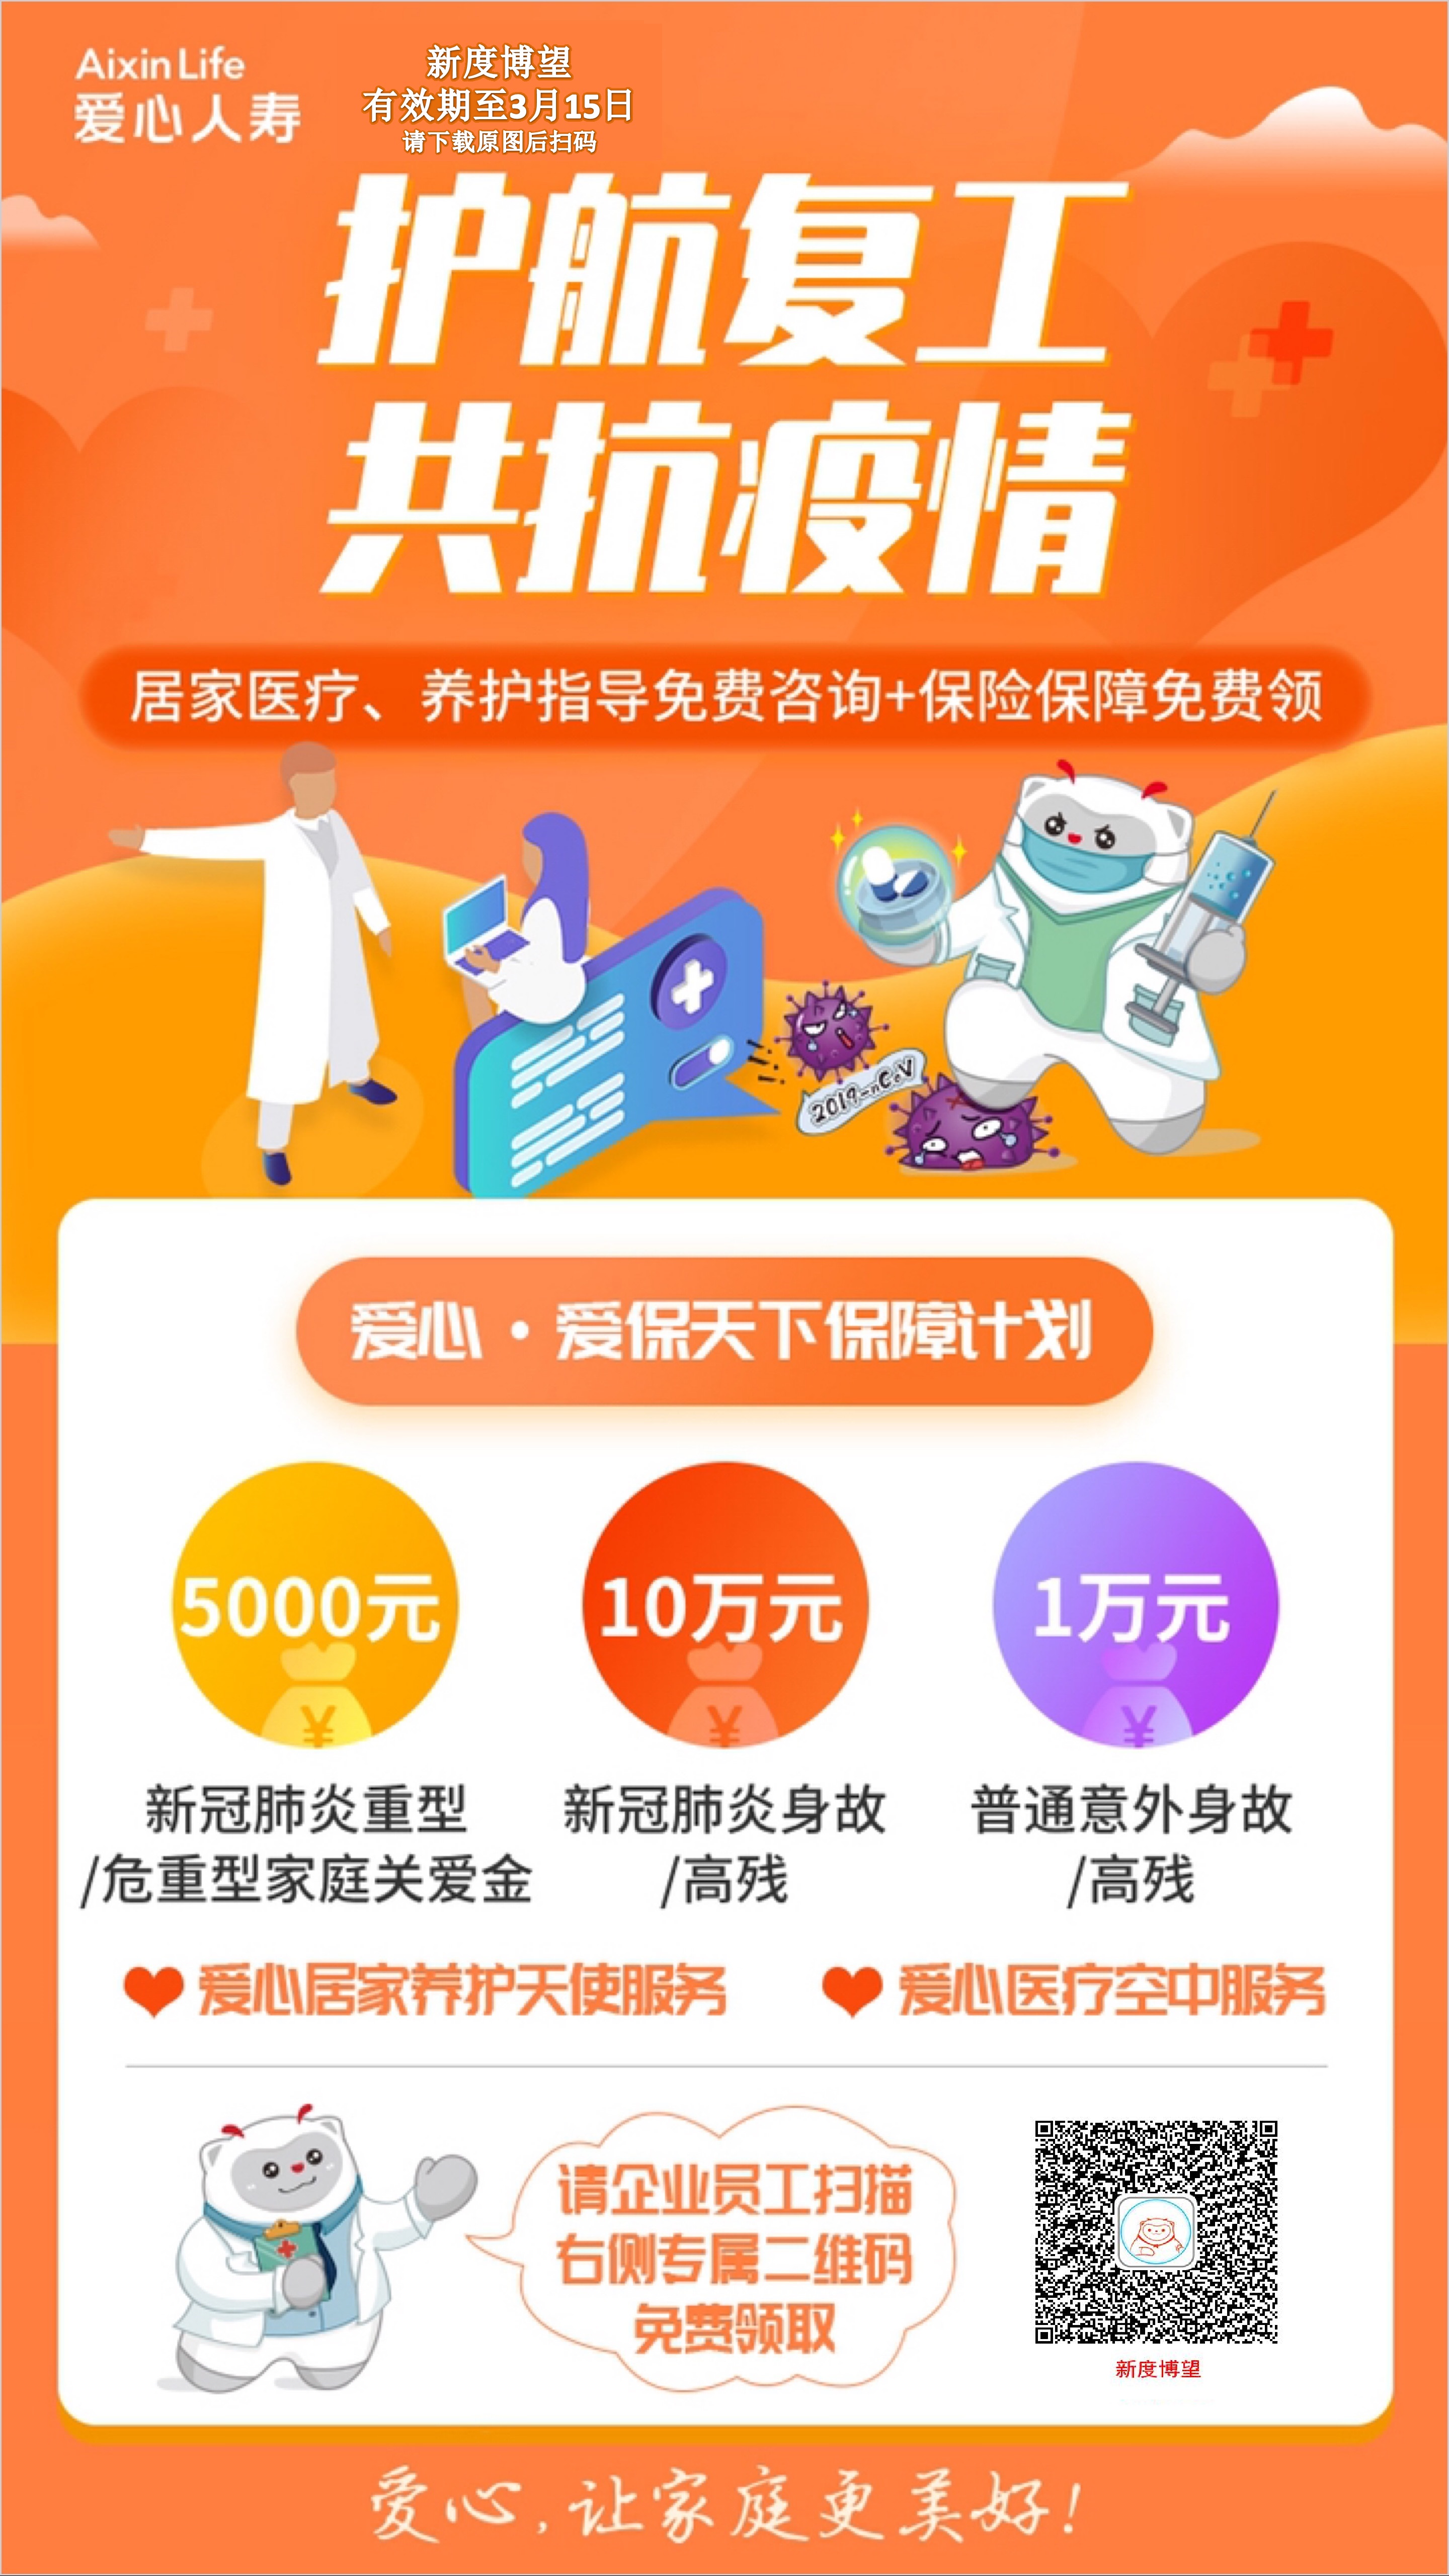 Aixin Life
爱心人寿
新度博望
有效期至3月15日
请下载原图后扫码
护航复工
共抗疫情
居家医疗、养护指导免费咨询+保险保障免费领
2019-nCoV
爱心·爱保天下保障计划
5000元
10万元
1万元
¥
¥
¥
新冠肺炎重型
/危重型家庭关爱金
新冠肺炎身故
/高残
普通意外身故
/高残
爱心居家养护天使服务
爱心医疗空中服务
请企业员工扫描
右侧专属二维码
免费领取
新度博望
爱心,让家庭更美好!